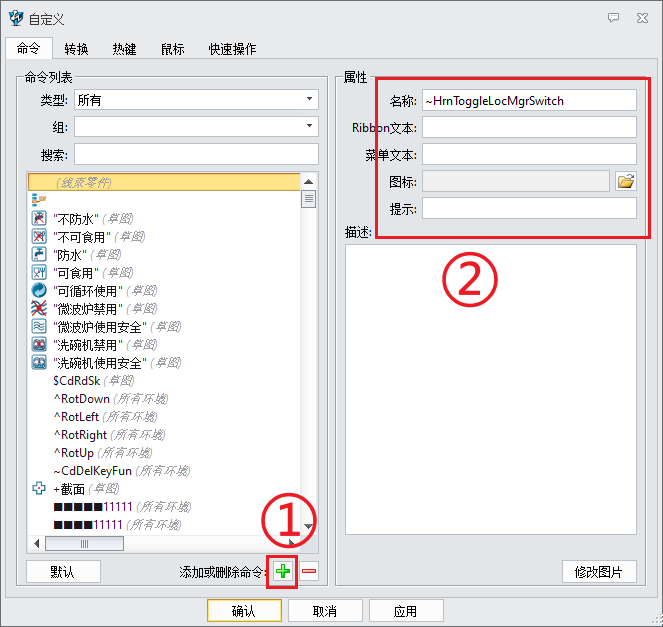 自定义
命令 转换 热键 鼠标 快速操作
命令列表
类型: 所有
组:
搜索:
(线束零件)
"不防水" (草图)
"不可食用" (草图)
"防水" (草图)
"可食用" (草图)
"可循环使用" (草图)
"微波炉禁用" (草图)
"微波炉使用安全" (草图)
"洗碗机禁用" (草图)
"洗碗机使用安全" (草图)
$CdRdSk (草图)
^RotDown (所有环境)
^RotLeft (所有环境)
^RotRight (所有环境)
^RotUp (所有环境)
~CdDelKeyFun (所有环境)
+截面 (草图)
■■■■■11111 (所有环境)
■■■■11111 (所有环境)
①
默认
添加或删除命令:
属性
名称: ~HrnToggleLocMgrSwitch
Ribbon文本:
菜单文本:
图标:
提示:
描述:
②
修改图片
确认 取消 应用